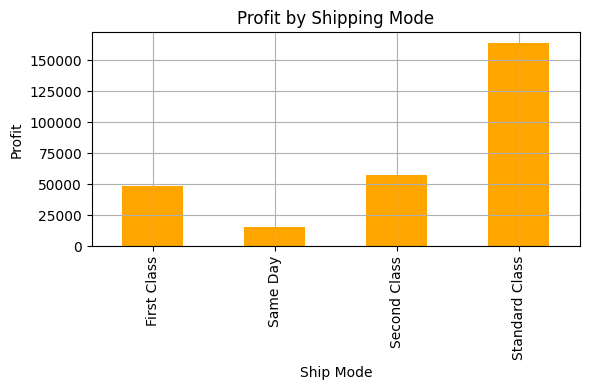 Profit by Shipping Mode
Profit
150000
125000
100000
75000
50000
25000
0
First Class
Same Day
Second Class
Standard Class
Ship Mode